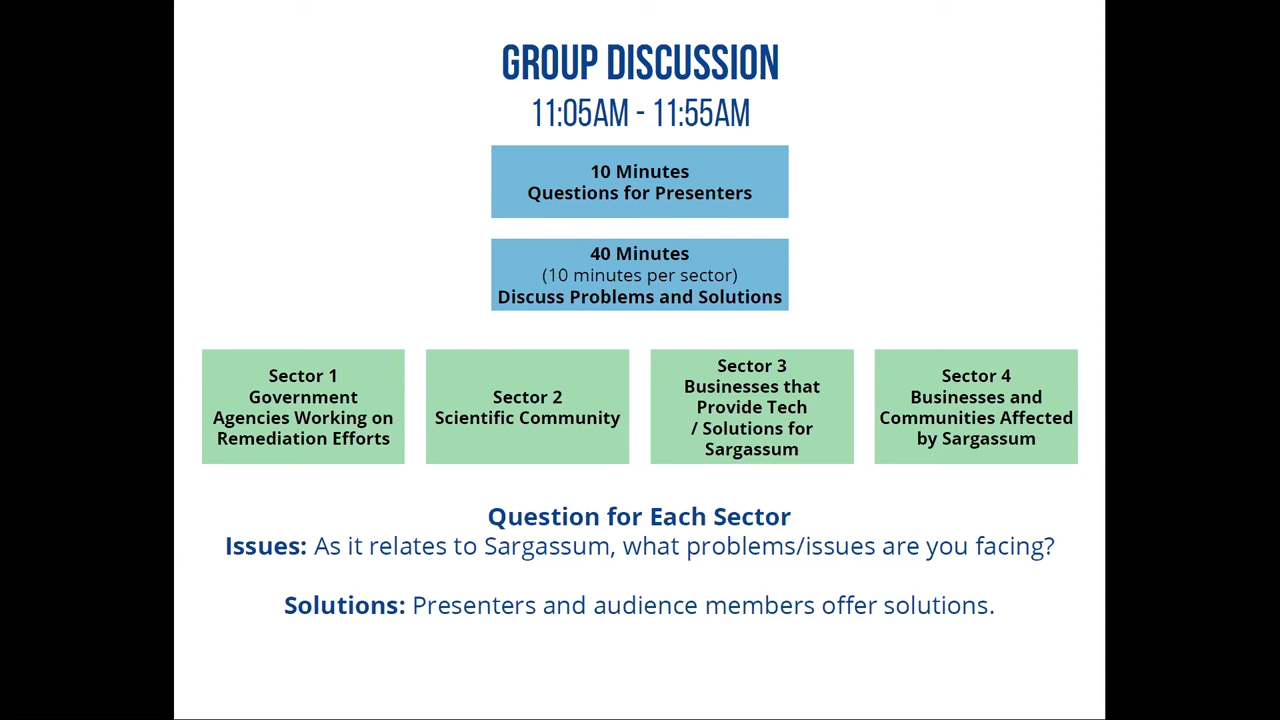 GROUP DISCUSSION
11:05AM - 11:55AM
10 Minutes
Questions for Presenters
40 Minutes
(10 minutes per sector)
Discuss Problems and Solutions
Sector 1
Government
Agencies Working on
Remediation Efforts
Sector 2
Scientific Community
Sector 3
Businesses that
Provide Tech
/ Solutions for
Sargassum
Sector 4
Businesses and
Communities Affected
by Sargassum
Question for Each Sector
Issues: As it relates to Sargassum, what problems/issues are you facing?
Solutions: Presenters and audience members offer solutions.